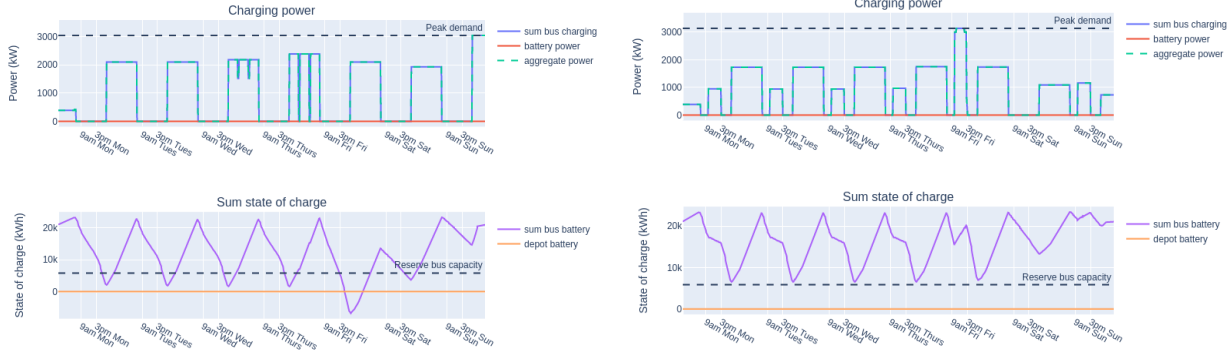 Charging power
Peak demand
3000
2000
1000
0
Power (kW)
9am Mon
3pm Mon
9am Tues
3pm Tues
9am Wed
3pm Wed
9am Thurs
3pm Thurs
9am Fri
3pm Fri
9am Sat
3pm Sat
9am Sun
3pm Sun
sum bus charging
battery power
aggregate power
Charging power
Peak demand
3000
2000
1000
0
Power (kW)
9am Mon
3pm Mon
9am Tues
3pm Tues
9am Wed
3pm Wed
9am Thurs
3pm Thurs
9am Fri
3pm Fri
9am Sat
3pm Sat
9am Sun
3pm Sun
sum bus charging
battery power
aggregate power
Sum state of charge
20k
10k
0
State of charge (kWh)
Reserve bus capacity
9am Mon
3pm Mon
9am Tues
3pm Tues
9am Wed
3pm Wed
9am Thurs
3pm Thurs
9am Fri
3pm Fri
9am Sat
3pm Sat
9am Sun
3pm Sun
sum bus battery
depot battery
Sum state of charge
20k
10k
0
State of charge (kWh)
Reserve bus capacity
9am Mon
3pm Mon
9am Tues
3pm Tues
9am Wed
3pm Wed
9am Thurs
3pm Thurs
9am Fri
3pm Fri
9am Sat
3pm Sat
9am Sun
3pm Sun
sum bus battery
depot battery